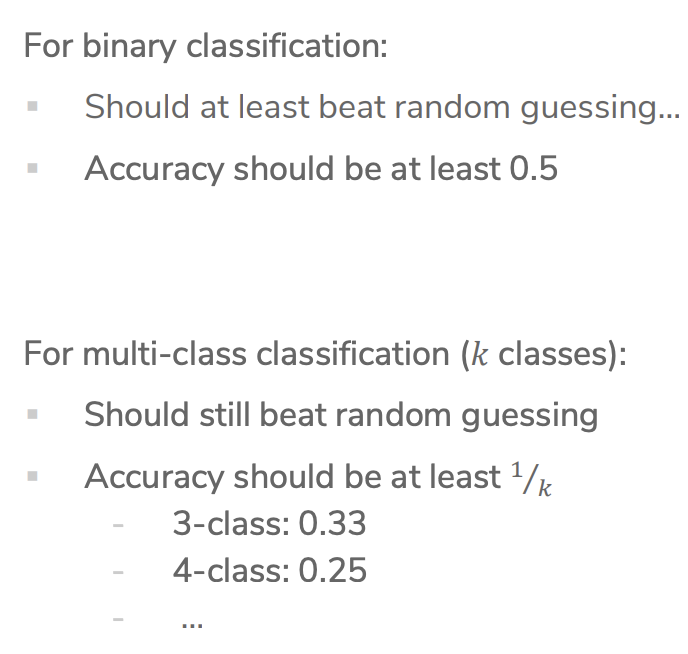 For binary classification:
▪ Should at least beat random guessing...
▪ Accuracy should be at least 0.5
For multi-class classification (k classes):
▪ Should still beat random guessing
▪ Accuracy should be at least 1/k
- 3-class: 0.33
- 4-class: 0.25
- ...